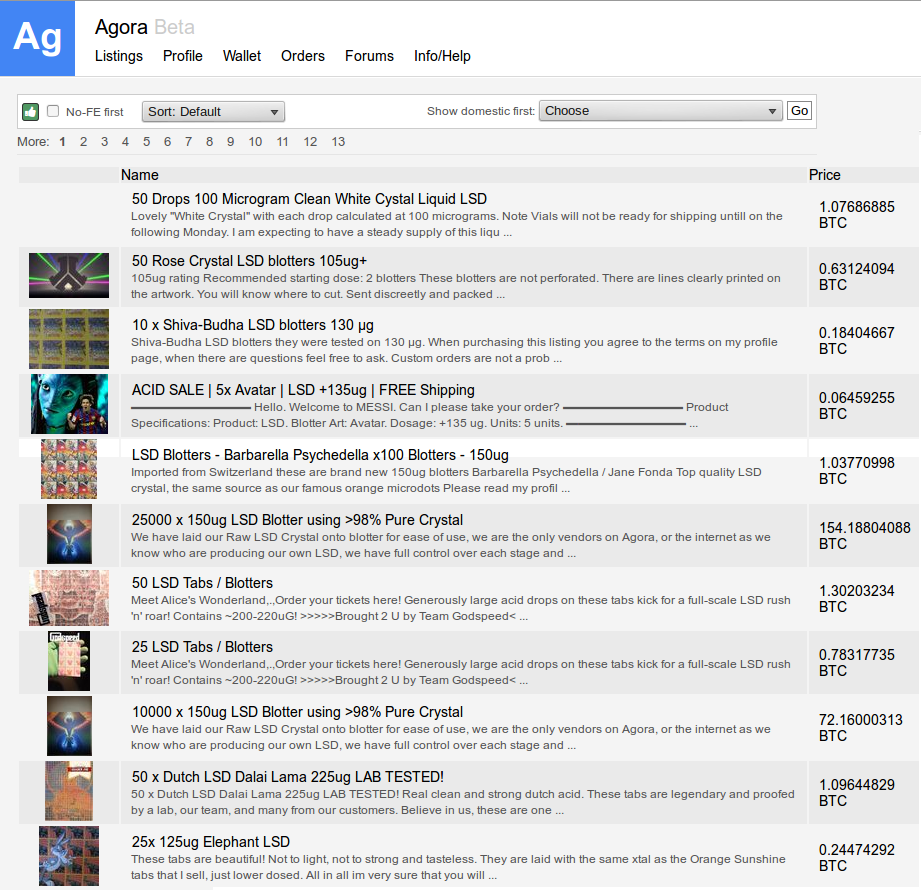 Ag
Agora Beta
Listings Profile Wallet Orders Forums Info/Help
No-FE first Sort: Default Show domestic first: Choose Go
More: 1 2 3 4 5 6 7 8 9 10 11 12 13
Name Price
50 Drops 100 Microgram Clean White Cystal Liquid LSD
Lovely "White Crystal" with each drop calculated at 100 micrograms. Note Vials will not be ready for shipping untill on the
following Monday. I am expecting to have a steady supply of this liqu ...
1.07686885
BTC
50 Rose Crystal LSD blotters 105ug+
105ug rating Recommended starting dose: 2 blotters These blotters are not perforated. There are lines clearly printed on
the artwork. You will know where to cut. Sent discreetly and packed ...
0.63124094
BTC
10 x Shiva-Budha LSD blotters 130 µg
Shiva-Budha LSD blotters they were tested on 130 µg. When purchasing this listing you agree to the terms on my profile
page, when there are questions feel free to ask. Custom orders are not a prob ...
0.18404667
BTC
ACID SALE | 5x Avatar | LSD +135ug | FREE Shipping
━━━━━━━━━━ Hello. Welcome to MESSI. Can I please take your order? ━━━━━━━━━━ Product
Specifications: Product: LSD. Blotter Art: Avatar. Dosage: +135 ug. Units: 5 units. ━━━━━━━━━━ ...
0.06459255
BTC
LSD Blotters - Barbarella Psychedella x100 Blotters - 150ug
Imported from Switzerland these are brand new 150ug blotters Barbarella Psychedella / Jane Fonda Top quality LSD
crystal, the same source as our famous orange microdots Please read my profil ...
1.03770998
BTC
25000 x 150ug LSD Blotter using >98% Pure Crystal
We have laid our Raw LSD Crystal onto blotter for ease of use, we are the only vendors on Agora, or the internet as we
know who are producing our own LSD, we have full control over each stage and ...
154.18804088
BTC
50 LSD Tabs / Blotters
Meet Alice's Wonderland,.,Order your tickets here! Generously large acid drops on these tabs kick for a full-scale LSD rush
'n' roar! Contains ~200-220uG! >>>>>Brought 2 U by Team Godspeed< ...
1.30203234
BTC
25 LSD Tabs / Blotters
Meet Alice's Wonderland,.,Order your tickets here! Generously large acid drops on these tabs kick for a full-scale LSD rush
'n' roar! Contains ~200-220uG! >>>>>Brought 2 U by Team Godspeed< ...
0.78317735
BTC
10000 x 150ug LSD Blotter using >98% Pure Crystal
We have laid our Raw LSD Crystal onto blotter for ease of use, we are the only vendors on Agora, or the internet as we
know who are producing our own LSD, we have full control over each stage and ...
72.16000313
BTC
50 x Dutch LSD Dalai Lama 225ug LAB TESTED!
50 x Dutch LSD Dalai Lama 225ug LAB TESTED! Real clean and strong dutch acid. These tabs are legendary and proofed
by a lab, our team, and many from our customers. Believe in us, these are one ...
1.09644829
BTC
25x 125ug Elephant LSD
These tabs are beautiful! Not to light, not to strong and tasteless. They are laid with the same xtal as the Orange Sunshine
tabs that I sell, just lower dosed. All in all im very sure that you will ...
0.24474292
BTC